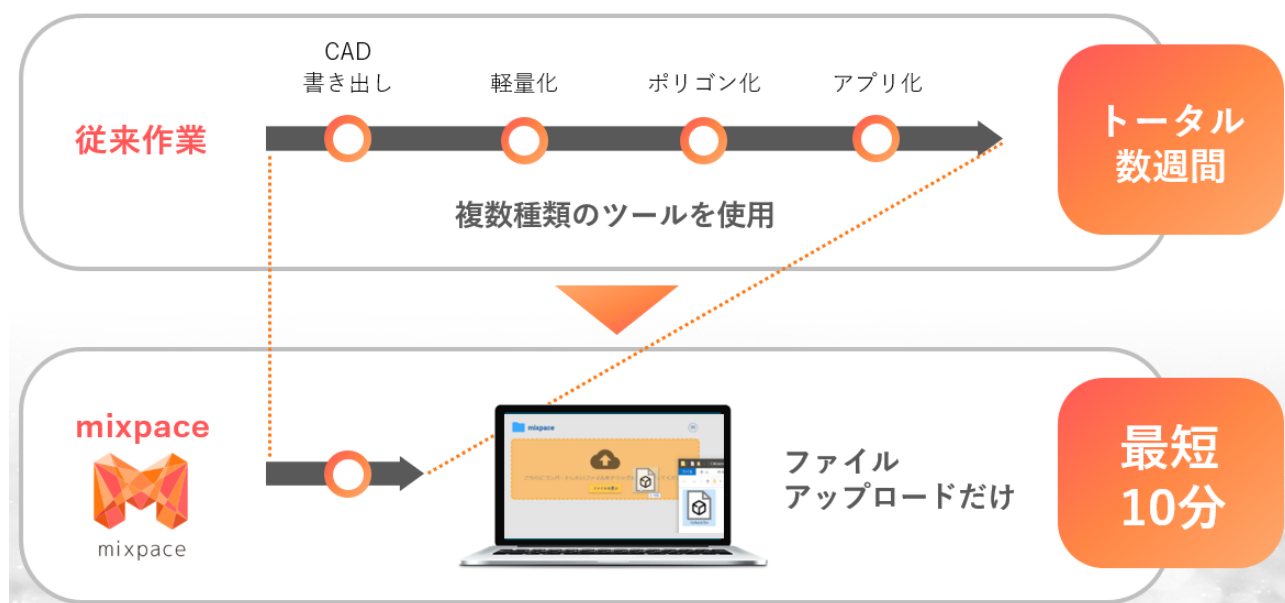 CAD
書き出し
軽量化
ポリゴン化
アプリ化
従来作業
トータル
数週間
複数種類のツールを使用
mixpace
mixpace
mixpace
ファイル
アップロードだけ
最短
10分